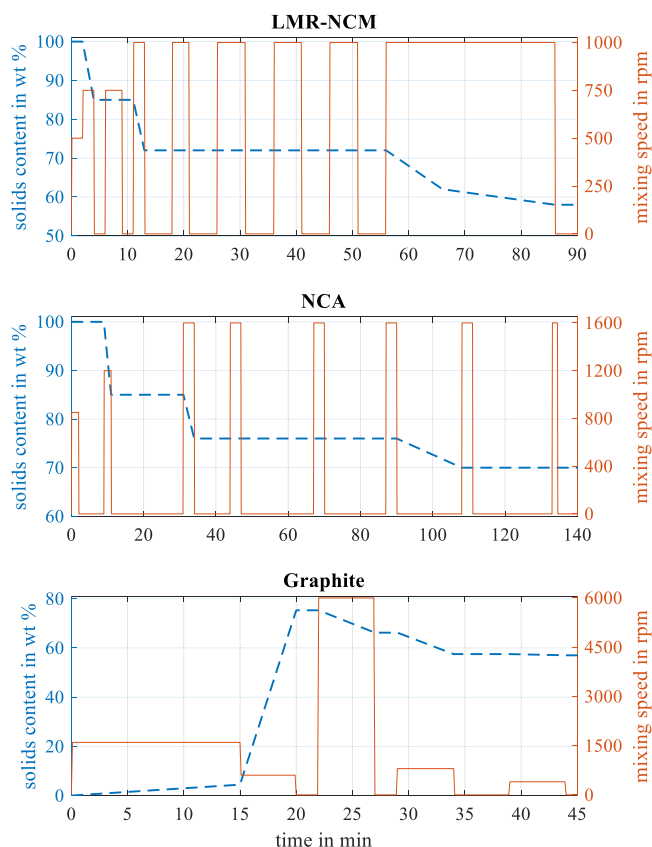 LMR-NCM
solids content in wt %
100
90
80
70
60
50
0 10 20 30 40 50 60 70 80 90
1000
750
500
250
0
mixing speed in rpm
NCA
solids content in wt %
100
90
80
70
60
0 20 40 60 80 100 120 140
1600
1200
800
400
0
mixing speed in rpm
Graphite
solids content in wt %
80
60
40
20
0
0 5 10 15 20 25 30 35 40 45
6000
4500
3000
1500
0
mixing speed in rpm
time in min